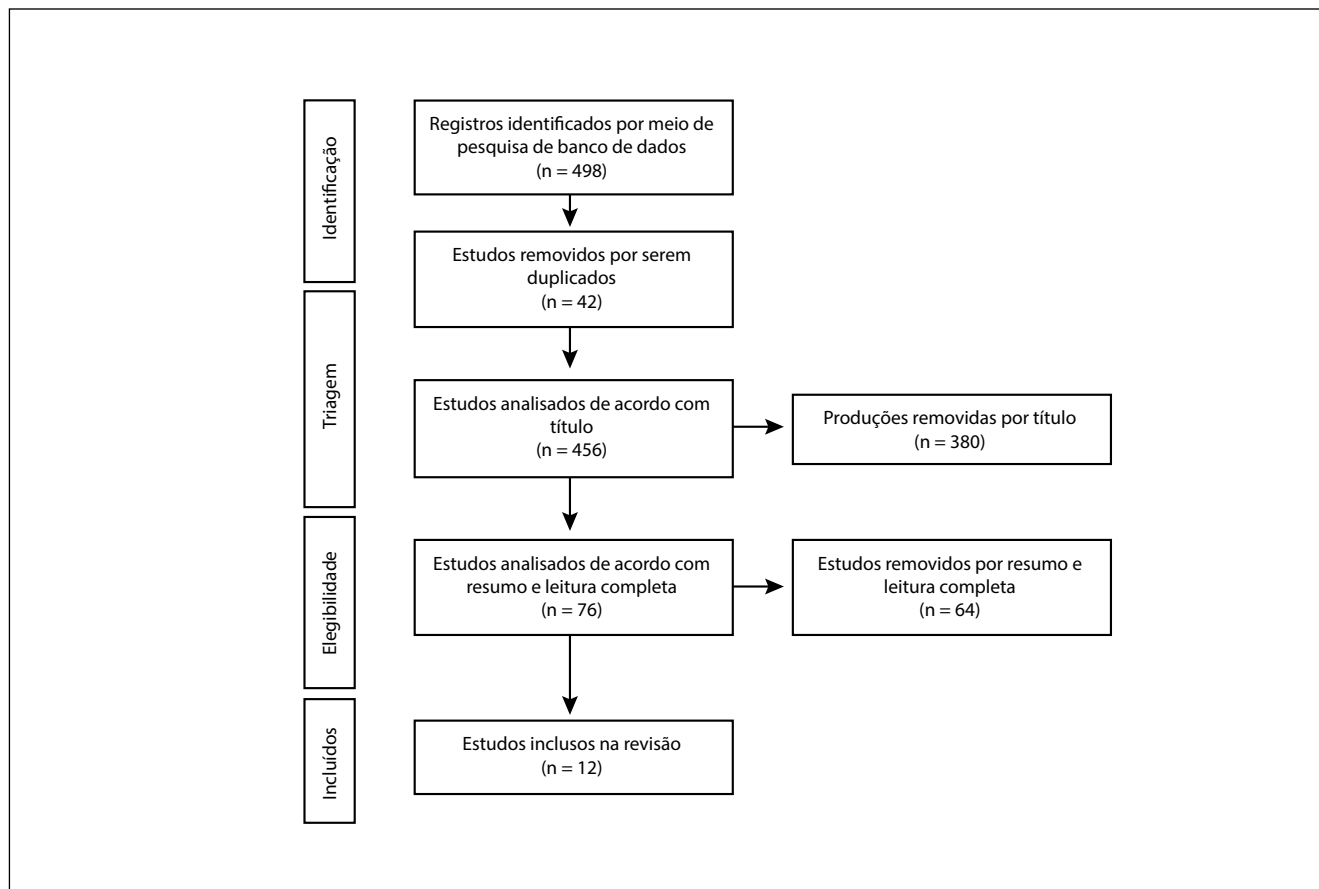 Identificação
Registros identificados por meio de
pesquisa de banco de dados
(n = 498)
Estudos removidos por serem
duplicados
(n = 42)
Triagem
Estudos analisados de acordo com
título
(n = 456)
Produções removidas por título
(n = 380)
Elegibilidade
Estudos analisados de acordo com
resumo e leitura completa
(n = 76)
Estudos removidos por resumo e
leitura completa
(n = 64)
Incluídos
Estudos inclusos na revisão
(n = 12)